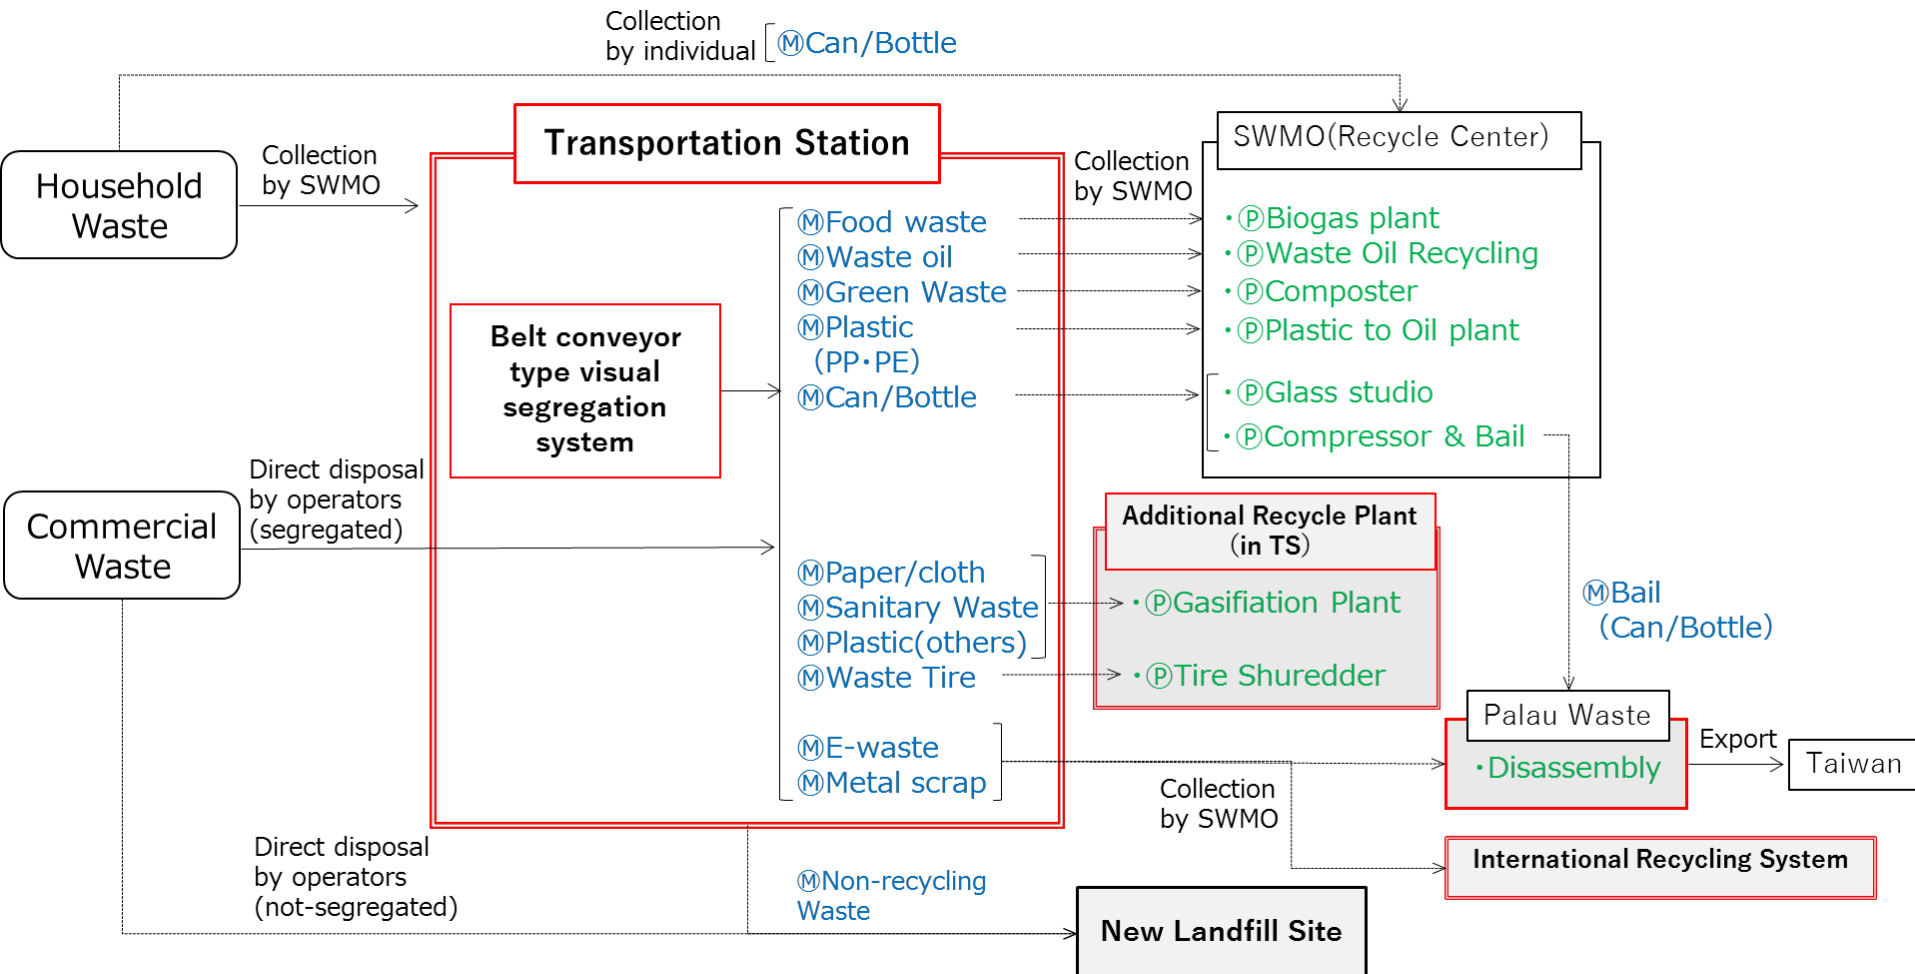 Collection
by individual
ⓂCan/Bottle
Transportation Station
SWMO(Recycle Center)
Household
Waste
Collection
by SWMO
Collection
by SWMO
ⓂFood waste
ⓂWaste oil
ⓂGreen Waste
ⓂPlastic
(PP・PE)
ⓂCan/Bottle
・ⓅBiogas plant
・ⓅWaste Oil Recycling
・ⓅComposter
・ⓅPlastic to Oil plant
・ⓅGlass studio
・ⓅCompressor & Bail
Belt conveyor
type visual
segregation
system
Direct disposal
by operators
(segregated)
Commercial
Waste
Additional Recycle Plant
(in TS)
ⓂPaper/cloth
ⓂSanitary Waste
ⓂPlastic(others)
ⓂWaste Tire
・ⓅGasifiation Plant
・ⓅTire Shuredder
ⓂBail
(Can/Bottle)
ⓂE-waste
ⓂMetal scrap
Palau Waste
・Disassembly
Export
Taiwan
Collection
by SWMO
International Recycling System
Direct disposal
by operators
(not-segregated)
ⓂNon-recycling
Waste
New Landfill Site